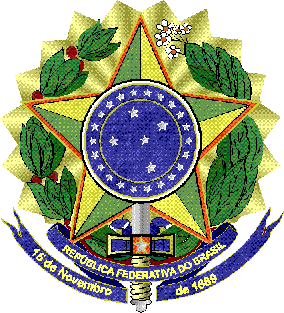 REPÚBLICA FEDERATIVA DO BRASIL
15 de Novembro
de 1889